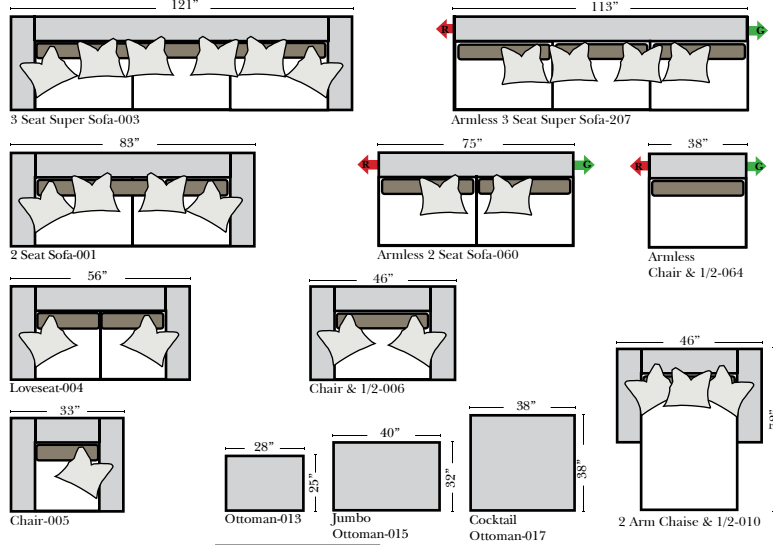 121”
113”
R
G
3 Seat Super Sofa-003
Armless 3 Seat Super Sofa-207
83”
75”
38”
R
G
R
G
2 Seat Sofa-001
Armless 2 Seat Sofa-060
Armless
Chair & 1/2-064
56”
46”
Loveseat-004
Chair & 1/2-006
46”
33”
28”
25”
40”
32”
38”
38”
Chair-005
Ottoman-013
Jumbo
Ottoman-015
Cocktail
Ottoman-017
2 Arm Chaise & 1/2-010